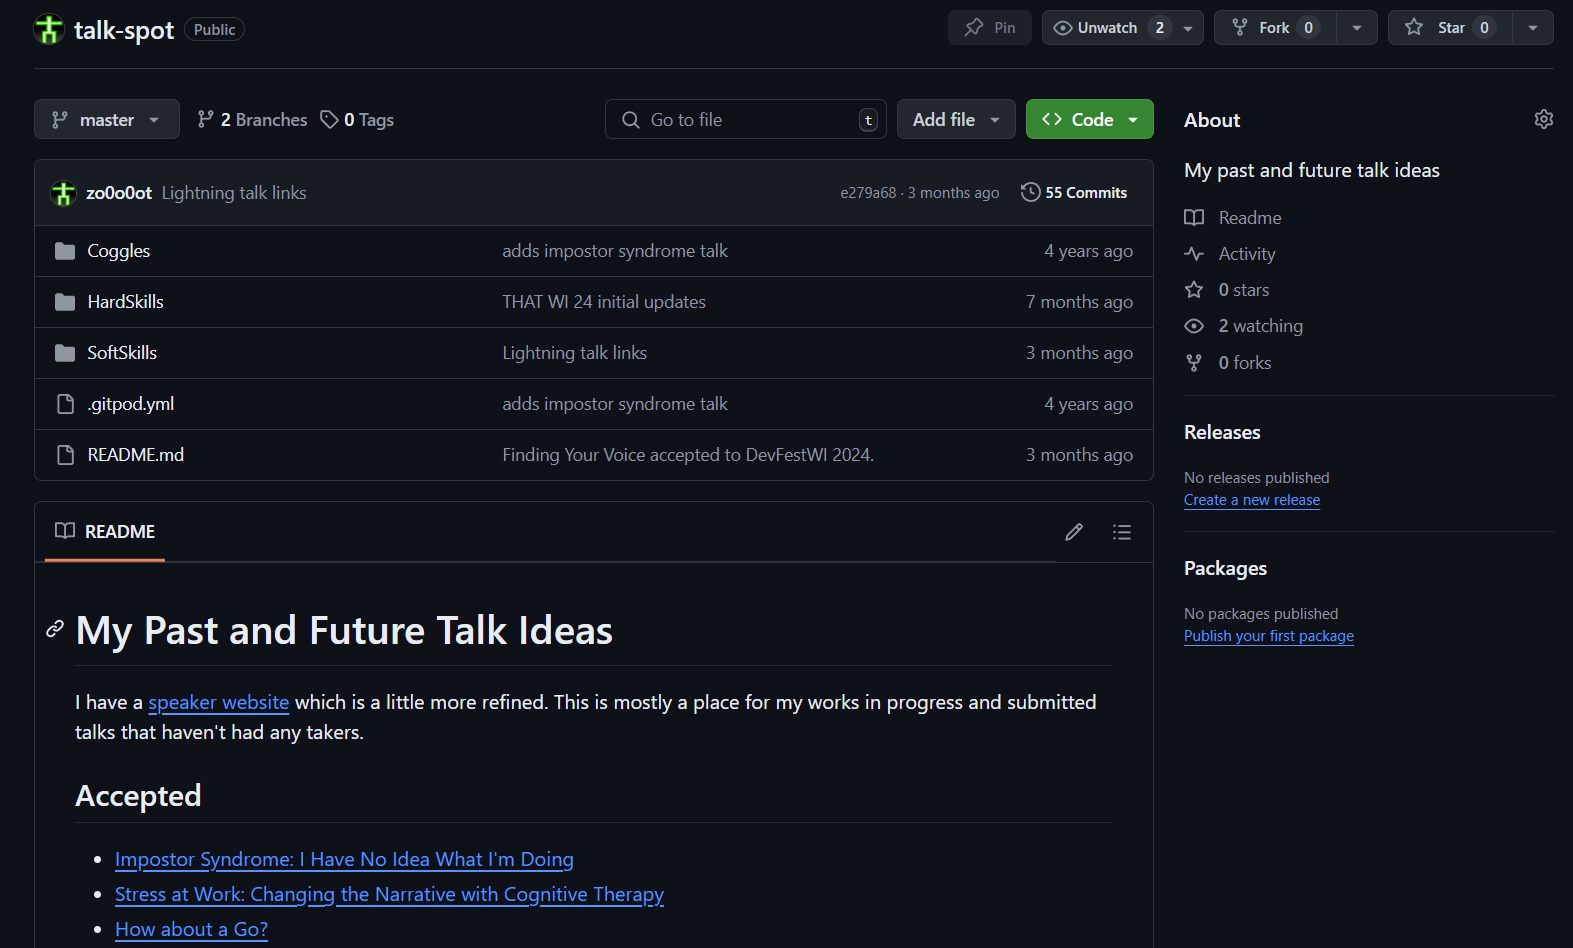 talk-spot Public Pin Unwatch 2 Fork 0 Star 0
master 2 Branches 0 Tags Go to file t Add file Code
zo0o0ot Lightning talk links e279a68 · 3 months ago 55 Commits
Coggles adds impostor syndrome talk 4 years ago
HardSkills THAT WI 24 initial updates 7 months ago
SoftSkills Lightning talk links 3 months ago
.gitpod.yml adds impostor syndrome talk 4 years ago
README.md Finding Your Voice accepted to DevFestWI 2024. 3 months ago
README
My Past and Future Talk Ideas
I have a speaker website which is a little more refined. This is mostly a place for my works in progress and submitted
talks that haven't had any takers.
Accepted
Impostor Syndrome: I Have No Idea What I'm Doing
Stress at Work: Changing the Narrative with Cognitive Therapy
How about a Go?
About
My past and future talk ideas
Readme
Activity
0 stars
2 watching
0 forks
Releases
No releases published
Create a new release
Packages
No packages published
Publish your first package